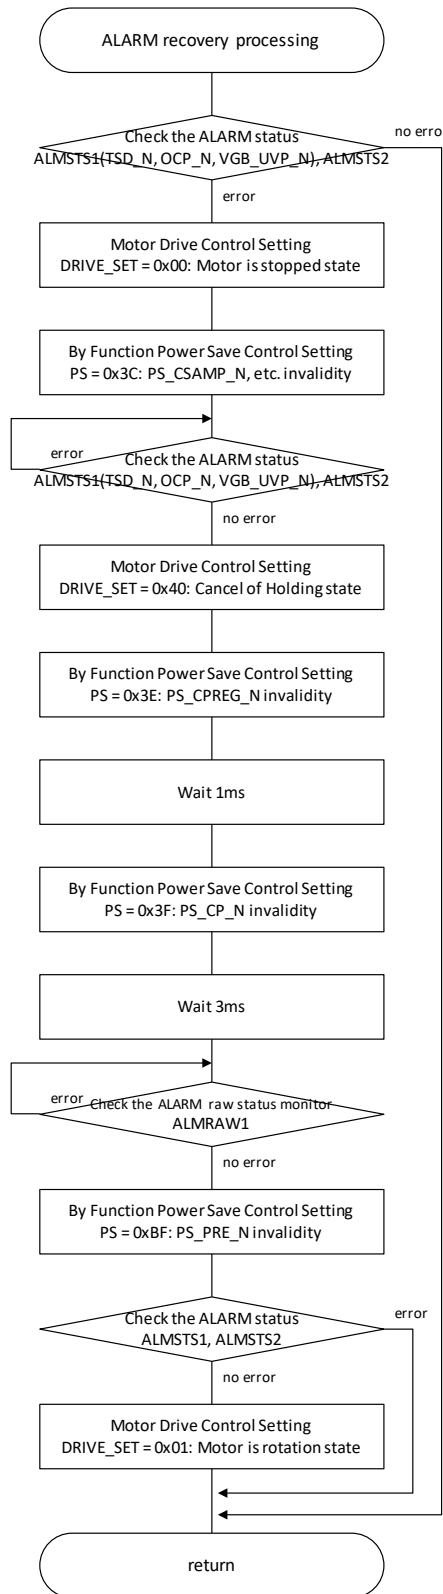 ALARM recovery processing
Check the ALARM status
ALMSTS1(TSD_N, OCP_N, VGB_UVP_N), ALMSTS2
no erro
error
Motor Drive Control Setting
DRIVE_SET = 0x00: Motor is stopped state
By Function Power Save Control Setting
PS = 0x3C: PS_CSAMP_N, etc. invalidity
error
Check the ALARM status
ALMSTS1(TSD_N, OCP_N, VGB_UVP_N), ALMSTS2
no error
Motor Drive Control Setting
DRIVE_SET = 0x40: Cancel of Holding state
By Function Power Save Control Setting
PS = 0x3E: PS_CPREG_N invalidity
Wait 1ms
By Function Power Save Control Setting
PS = 0x3F: PS_CP_N invalidity
Wait 3ms
error
Check the ALARM raw status monitor
ALMRAW1
no error
By Function Power Save Control Setting
PS = 0xBF: PS_PRE_N invalidity
Check the ALARM status
ALMSTS1, ALMSTS2
error
no error
Motor Drive Control Setting
DRIVE_SET = 0x01: Motor is rotation state
return